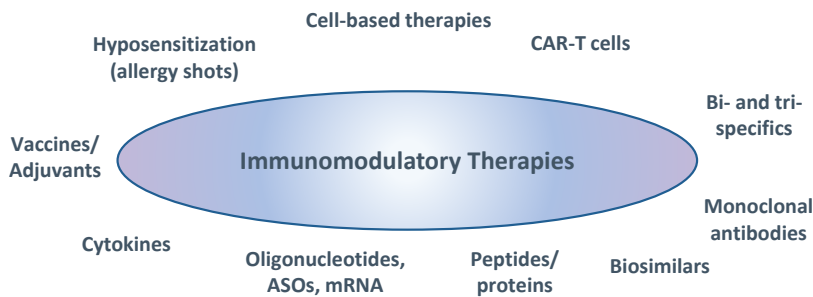 Cell-based therapies
Hyposensitization
(allergy shots)
CAR-T cells
Bi- and tri-
specifics
Vaccines/
Adjuvants
Immunomodulatory Therapies
Monoclonal
antibodies
Cytokines
Oligonucleotides,
ASOs, mRNA
Peptides/
proteins
Biosimilars